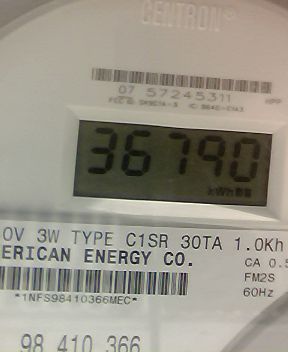 CENTRON®
07 57245311
36790
kWh
0V 3W TYPE C1SR 30TA 1.0Kh
ERICAN ENERGY CO.
CA 0.5
FM2S
60Hz
*1NFS98410366MEC*
98 410 366